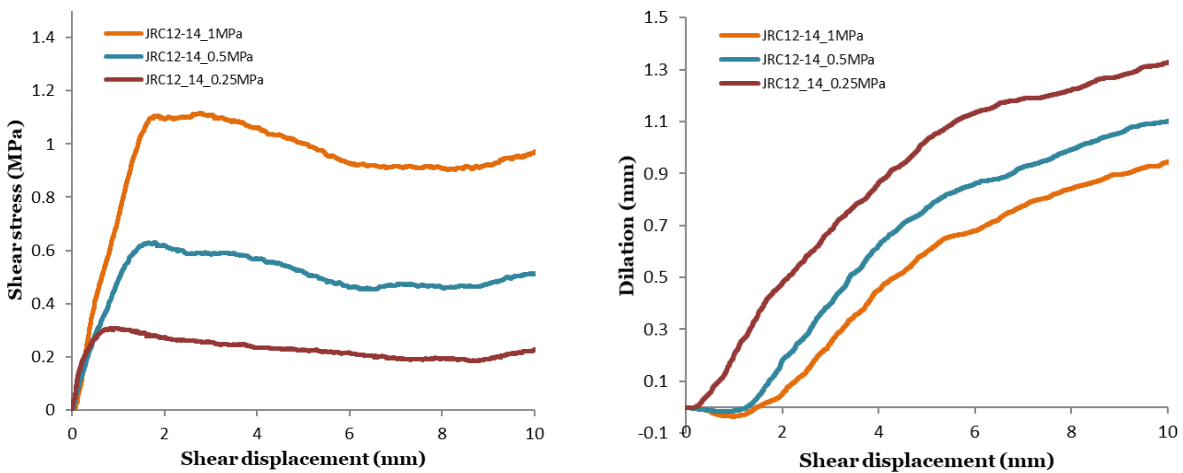 1.4
1.2
1
0.8
0.6
0.4
0.2
0
Shear stress (MPa)
JRC12-14_1MPa
JRC12-14_0.5MPa
JRC12_14_0.25MPa
0 2 4 6 8 10
Shear displacement (mm)
1.5
1.3
1.1
0.9
0.7
0.5
0.3
0.1
-0.1
Dilation (mm)
JRC12-14_1MPa
JRC12-14_0.5MPa
JRC12_14_0.25MPa
0 2 4 6 8 10
Shear displacement (mm)